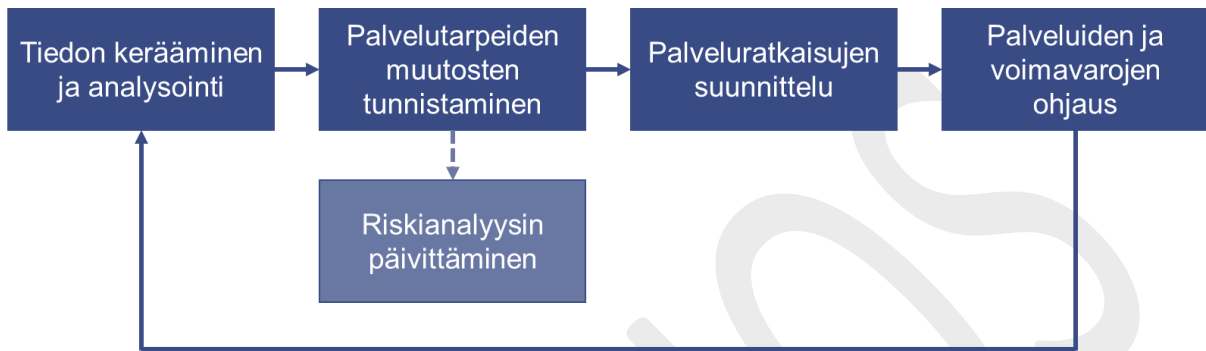 Tiedon kerääminen
ja analysointi
Palvelutarpeiden
muutosten
tunnistaminen
Palveluratkaisujen
suunnittelu
Palveluiden ja
voimavarojen
ohjaus
Riskianalyysin
päivittäminen